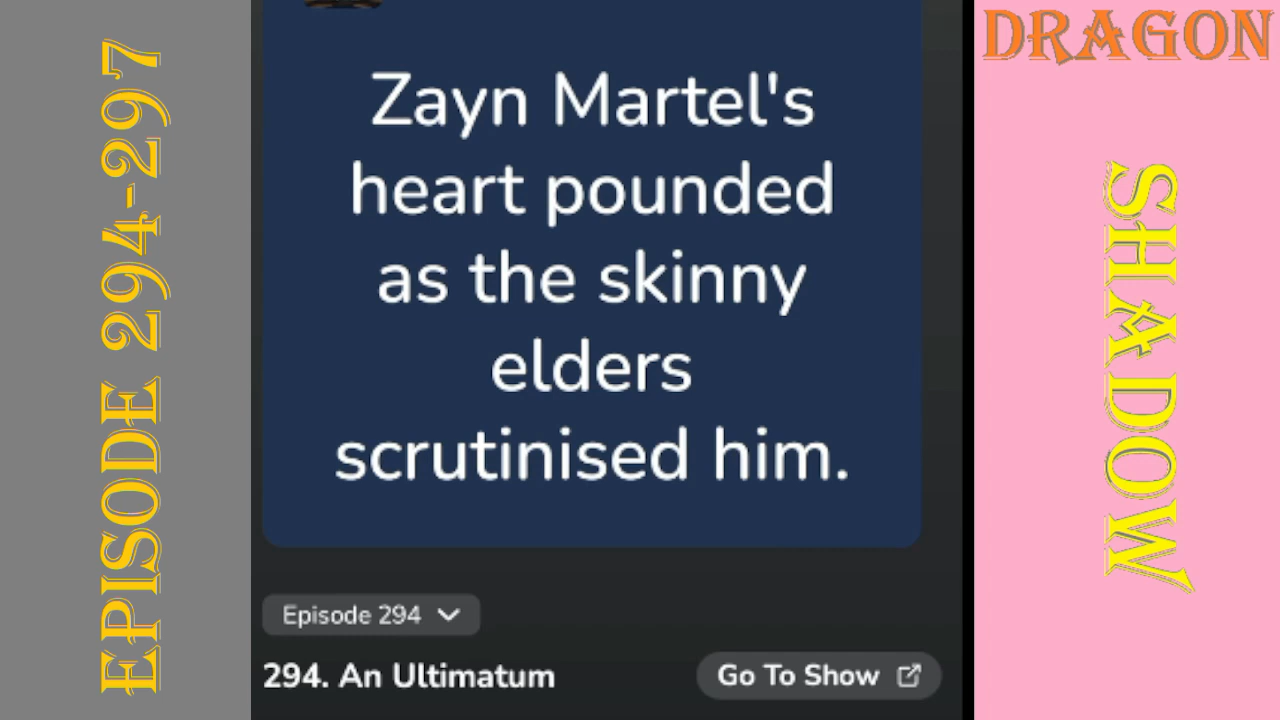 EPISODE 294-297
Zayn Martel's
heart pounded
as the skinny
elders
scrutinised him.
Episode 294
294. An Ultimatum
Go To Show
DRAGON
SHADOW